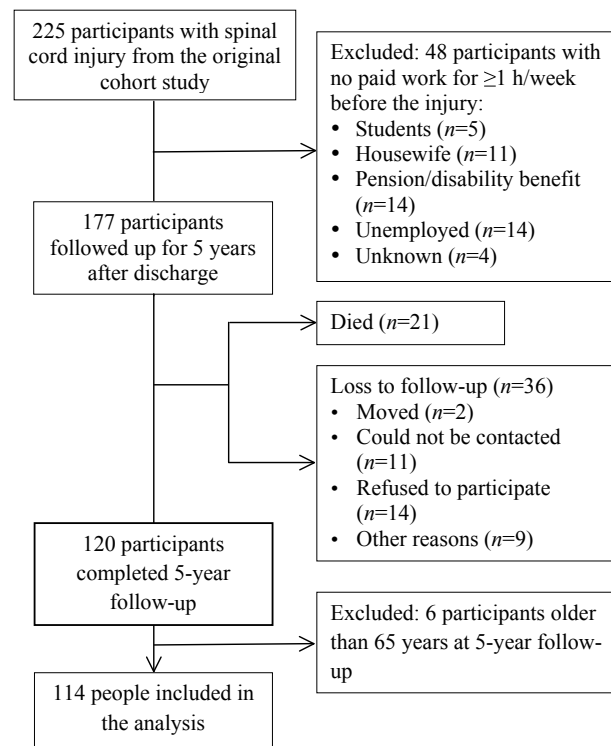 225 participants with spinal
cord injury from the original
cohort study
Excluded: 48 participants with
no paid work for ≥1 h/week
before the injury:
• Students (n=5)
• Housewife (n=11)
• Pension/disability benefit
(n=14)
• Unemployed (n=14)
• Unknown (n=4)
177 participants
followed up for 5 years
after discharge
Died (n=21)
Loss to follow-up (n=36)
• Moved (n=2)
• Could not be contacted
(n=11)
• Refused to participate
(n=14)
• Other reasons (n=9)
120 participants
completed 5-year
follow-up
Excluded: 6 participants older
than 65 years at 5-year follow-
up
114 people included in
the analysis